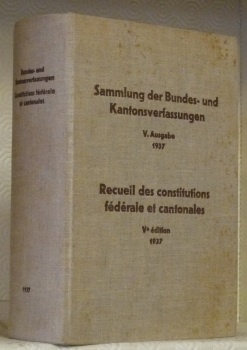 Bundes- und
Kantonsverfassungen
Constitutions fédérale
et cantonales
1937
Sammlung der Bundes- und
Kantonsverfassungen
V. Ausgabe
1937
Recueil des constitutions
fédérale et cantonales
Ve édition
1937